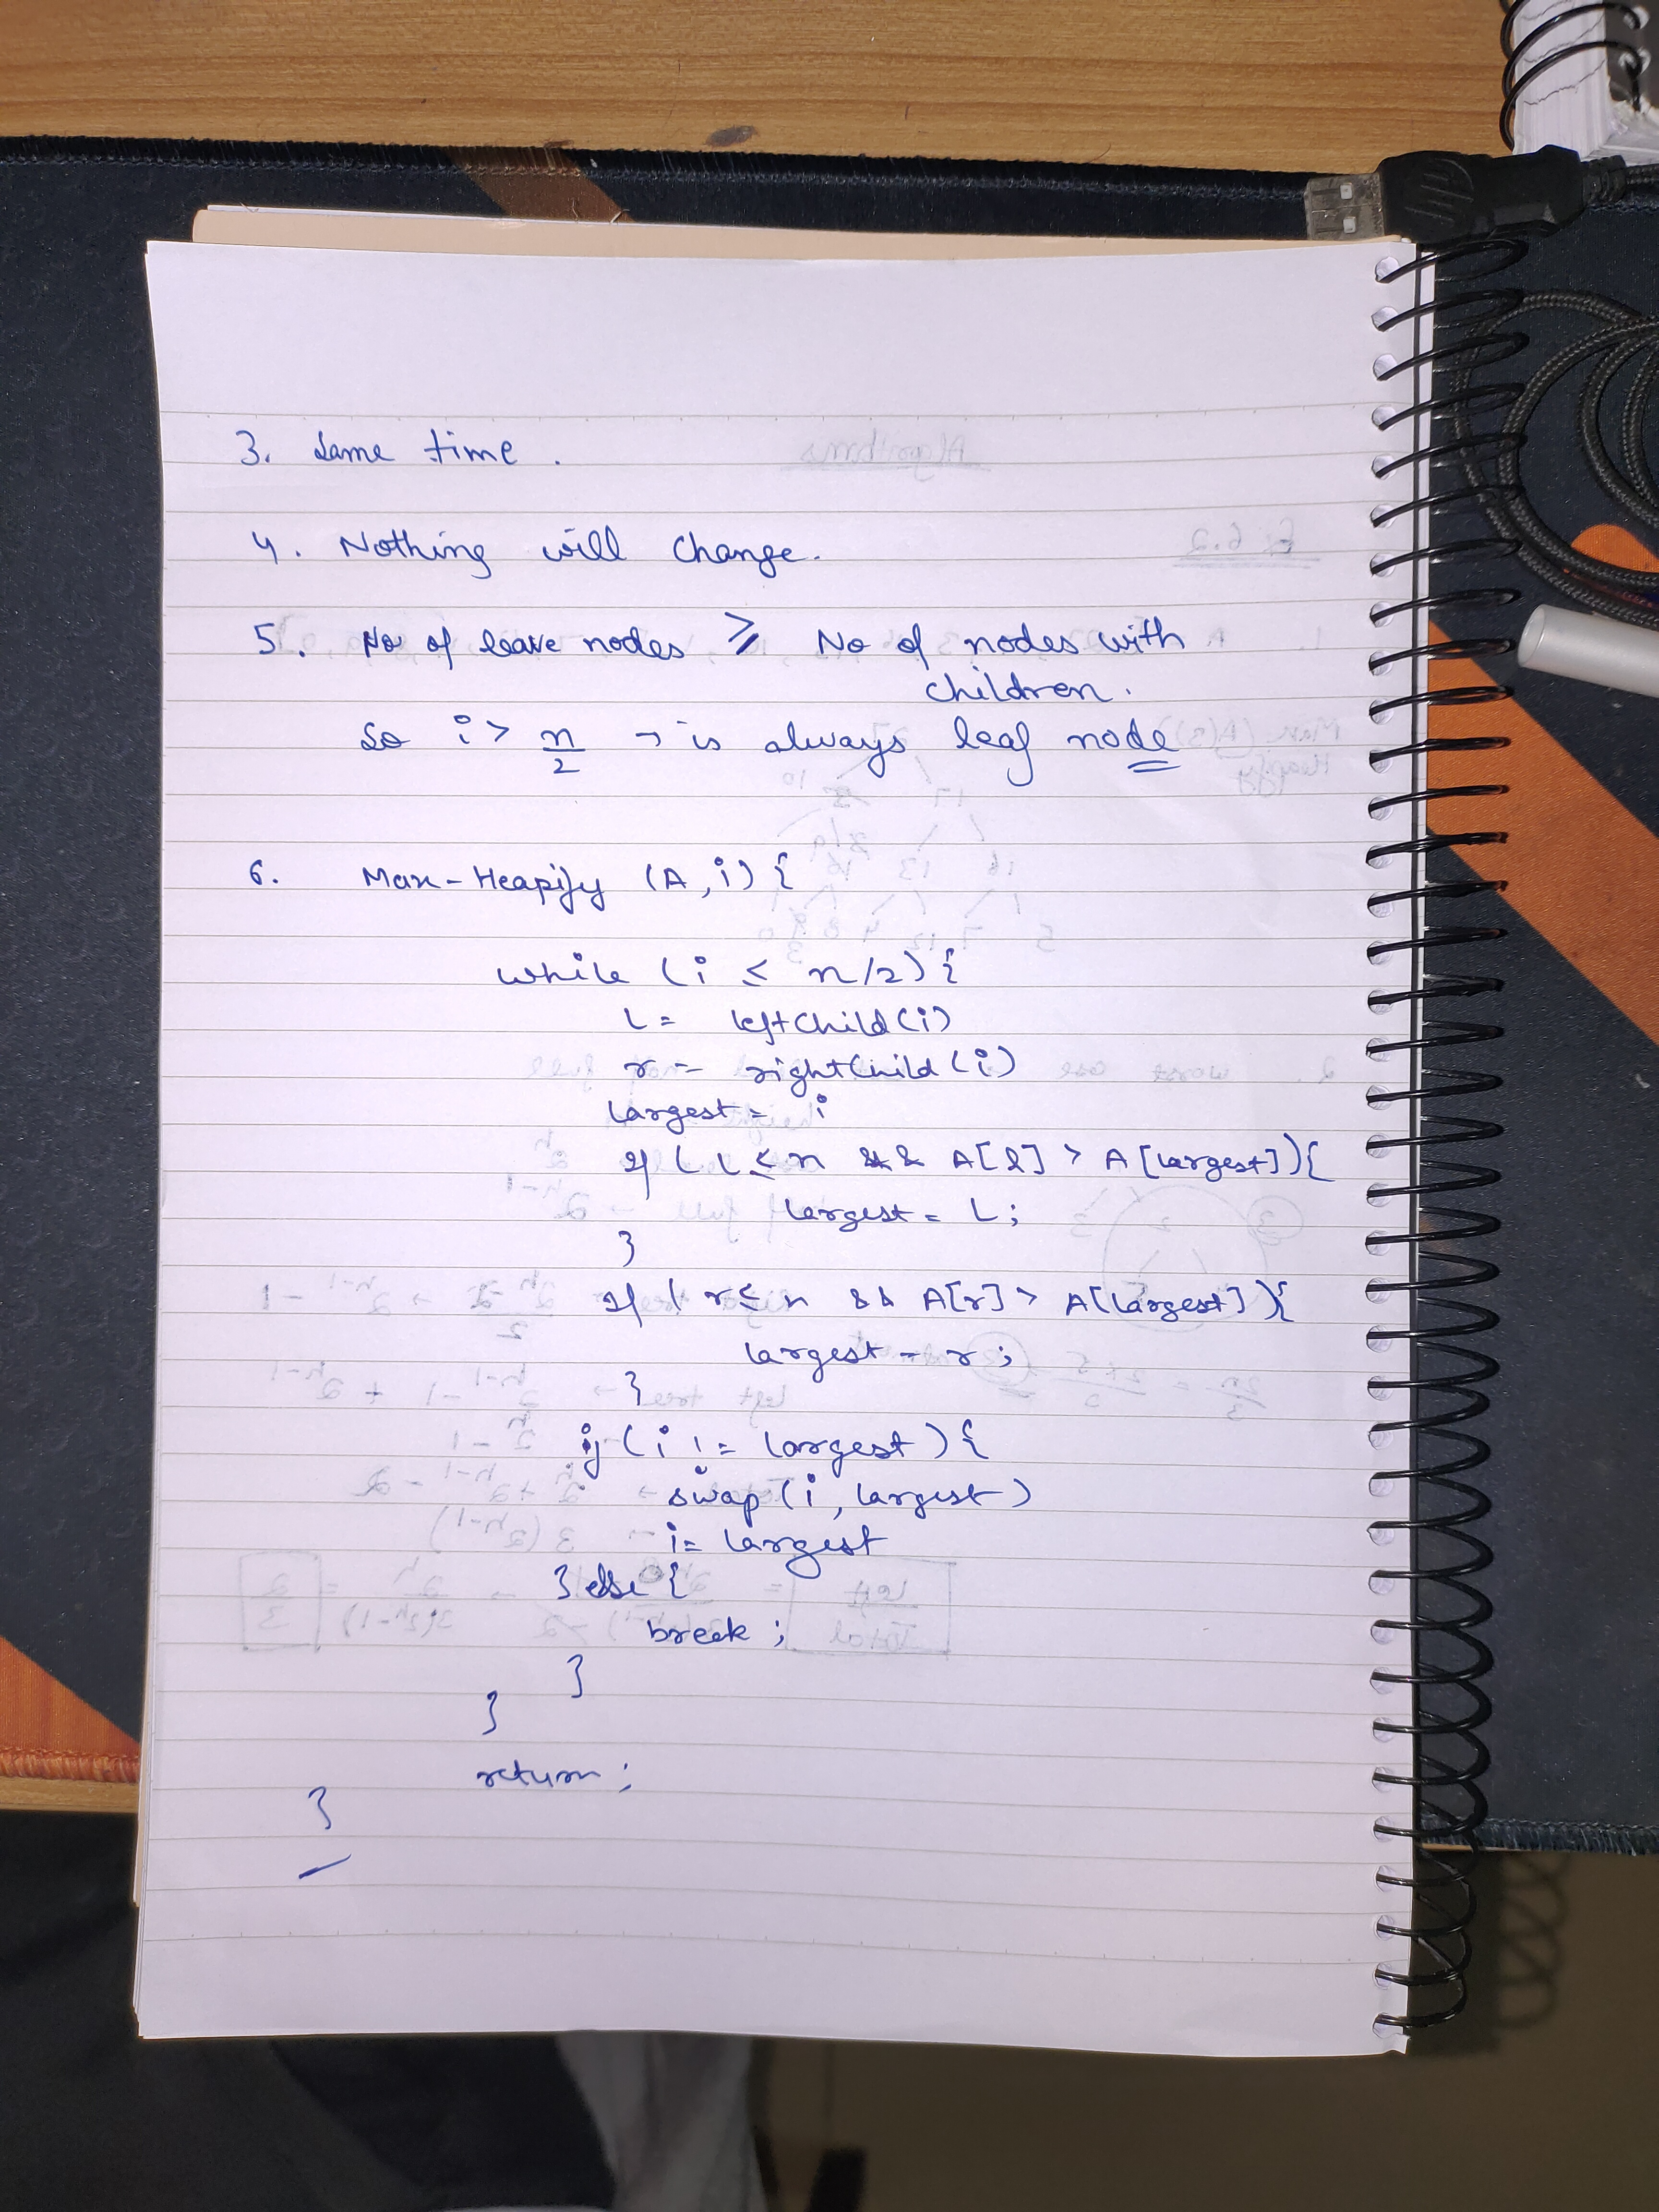 3. Same time.
4. Nothing will change.
5. No of leave nodes ≥ No of nodes with
children.
So i > n/2 → is always leaf node
6. Max-Heapify (A, i) {
while (i ≤ n/2) {
L = leftChild(i)
r = rightChild(i)
largest = i
if ( L ≤ n && A[l] > A[largest]) {
largest = L;
}
if ( r ≤ n && A[r] > A[largest] ) {
largest = r;
}
if (i != largest) {
swap (i, largest)
i = largest
} else {
break;
}
}
return;
}